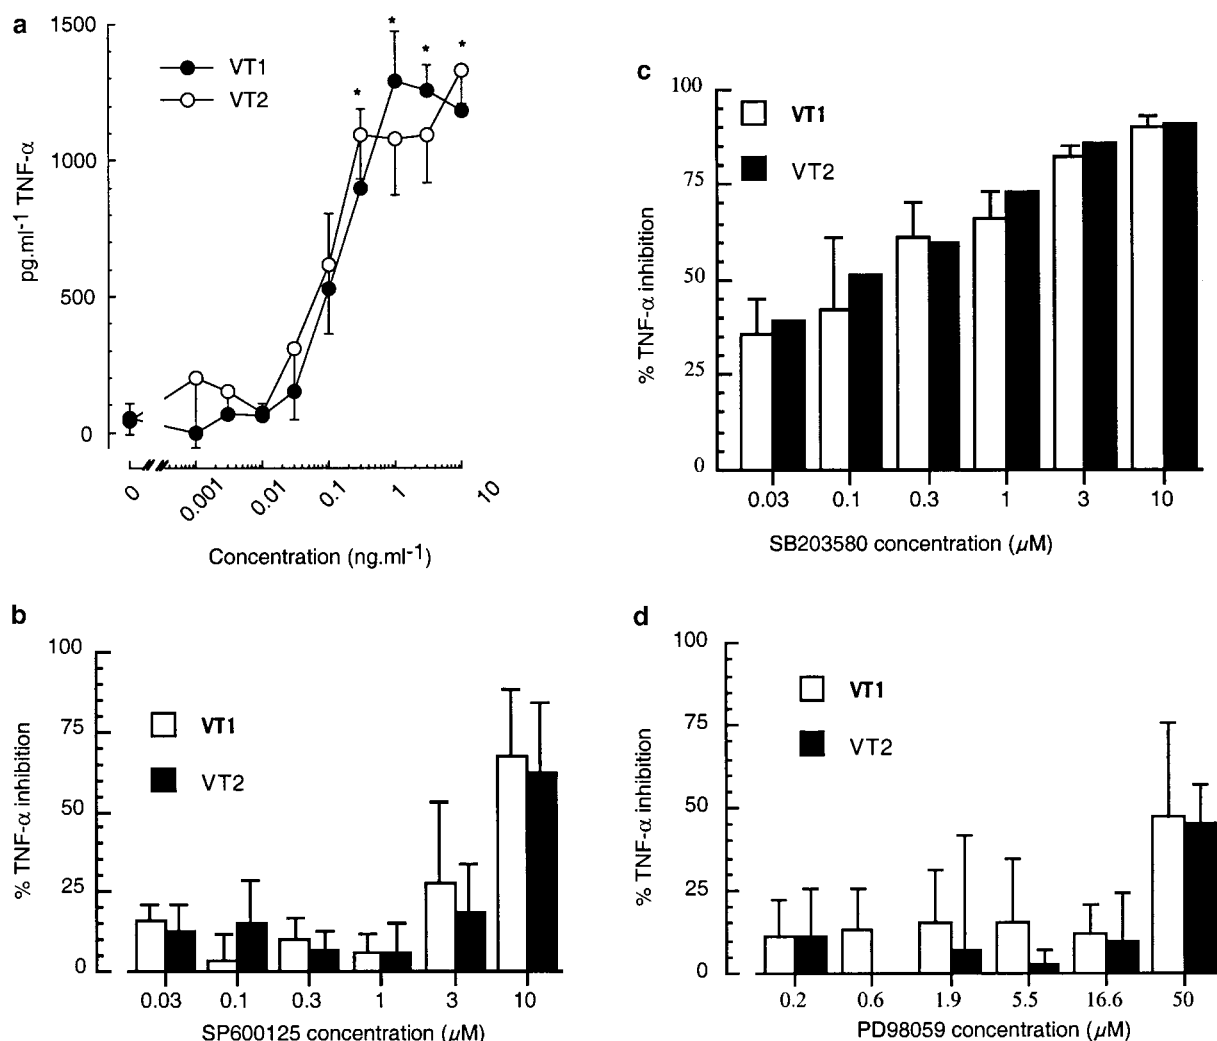 a
1500
1000
500
0
pg.ml-1 TNF-α
VT1
VT2
*
*
*
*
0
0.001
0.01
0.1
1
10
Concentration (ng.ml-1)
c
100
75
50
25
0
% TNF-α inhibition
VT1
VT2
0.03 0.1 0.3 1 3 10
SB203580 concentration (µM)
b
100
75
50
25
0
% TNF-α inhibition
VT1
VT2
0.03 0.1 0.3 1 3 10
SP600125 concentration (µM)
d
100
75
50
25
0
% TNF-α inhibition
VT1
VT2
0.2 0.6 1.9 5.5 16.6 50
PD98059 concentration (µM)